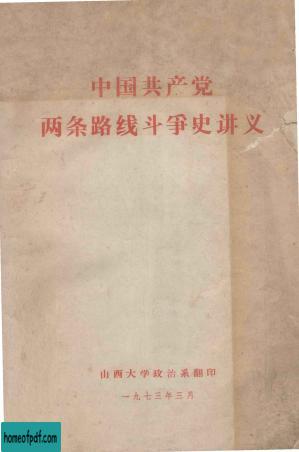 中国共产党
两条路线斗爭史讲义
山西大学政治系翻印
一九七三年三月
homeofpdf.com